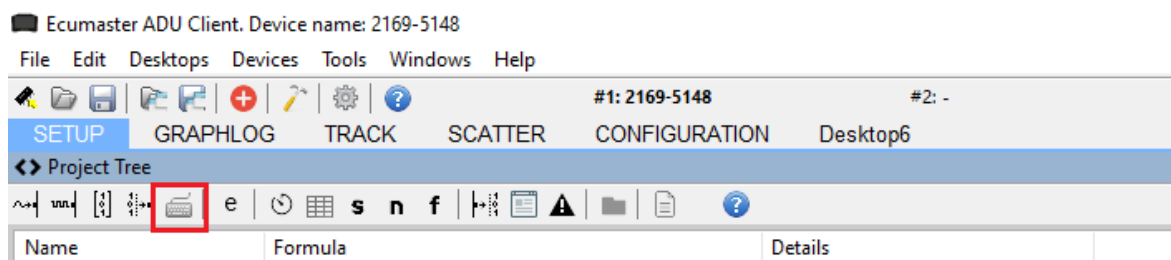 Ecumaster ADU Client. Device name: 2169-5148
File Edit Desktops Devices Tools Windows Help
#1: 2169-5148 #2: -
SETUP GRAPHLOG TRACK SCATTER CONFIGURATION Desktop6
Project Tree
e s n f
Name Formula Details